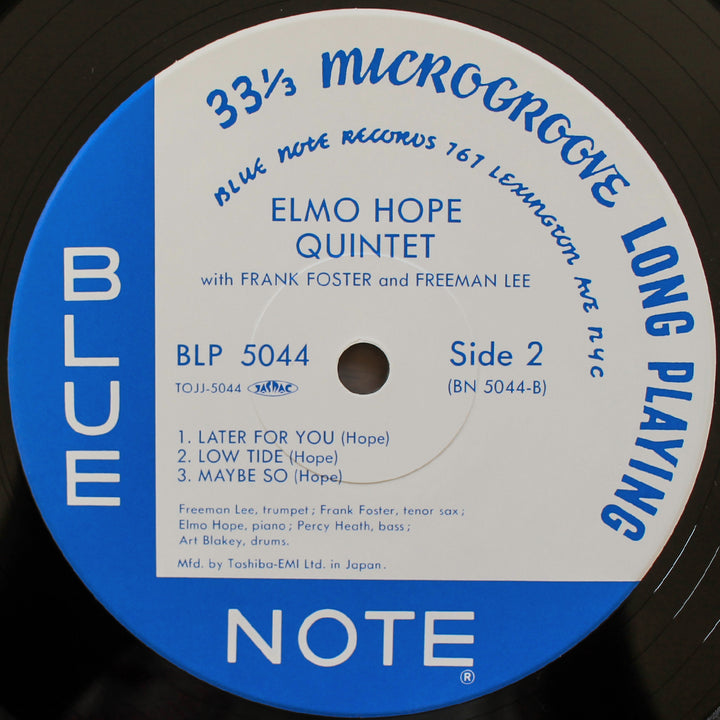 33⅓ MICROGROOVE LONG PLAYING
BLUE NOTE RECORDS 767 LEXINGTON AVE NYC
ELMO HOPE
QUINTET
with FRANK FOSTER and FREEMAN LEE
BLP 5044 Side 2
TOJJ-5044 JASRAC (BN 5044-B)
1. LATER FOR YOU (Hope)
2. LOW TIDE (Hope)
3. MAYBE SO (Hope)
Freeman Lee, trumpet; Frank Foster, tenor sax;
Elmo Hope, piano; Percy Heath, bass;
Art Blakey, drums.
Mfd. by Toshiba-EMI Ltd. in Japan.
BLUE
NOTE®